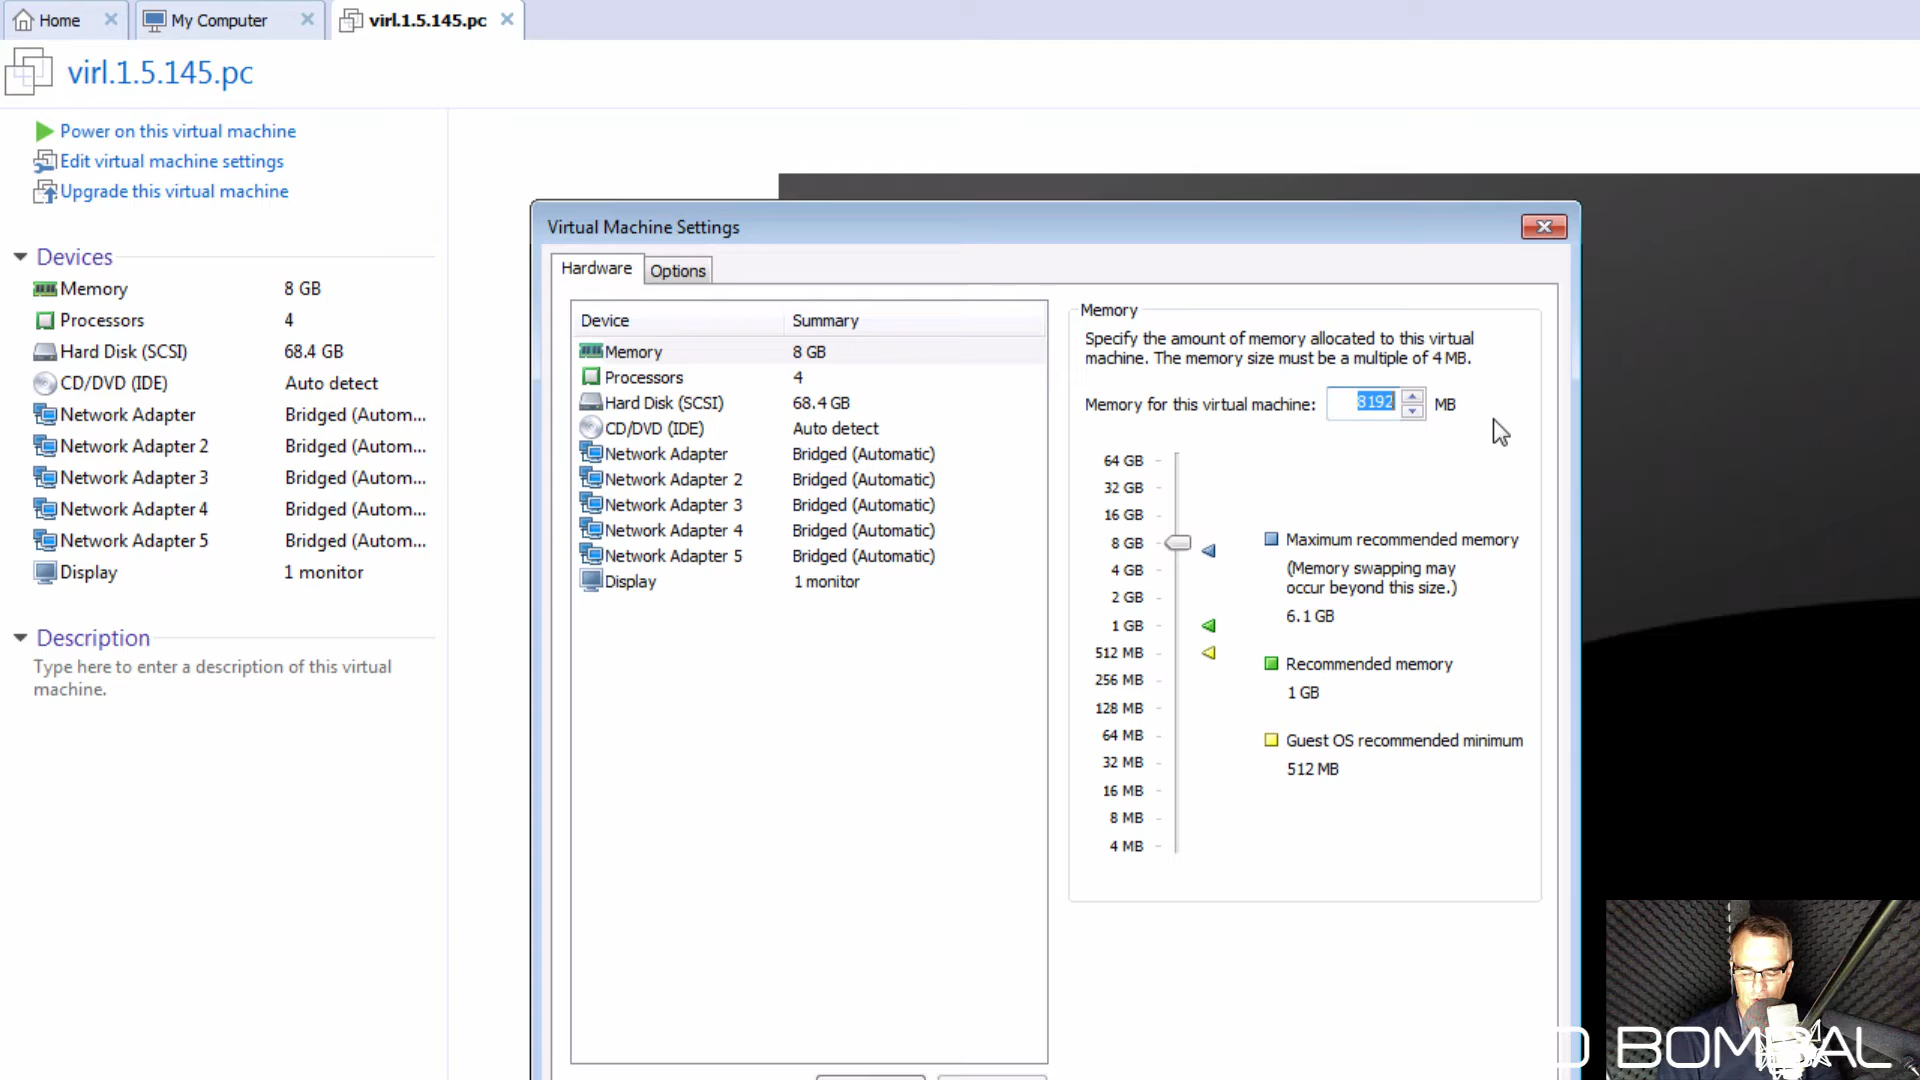 Home
My Computer
virl.1.5.145.pc
virl.1.5.145.pc
Power on this virtual machine
Edit virtual machine settings
Upgrade this virtual machine
Devices
Memory 8 GB
Processors 4
Hard Disk (SCSI) 68.4 GB
CD/DVD (IDE) Auto detect
Network Adapter Bridged (Autom...
Network Adapter 2 Bridged (Autom...
Network Adapter 3 Bridged (Autom...
Network Adapter 4 Bridged (Autom...
Network Adapter 5 Bridged (Autom...
Display 1 monitor
Description
Type here to enter a description of this virtual
machine.
Virtual Machine Settings
Hardware
Options
Device Summary
Memory 8 GB
Processors 4
Hard Disk (SCSI) 68.4 GB
CD/DVD (IDE) Auto detect
Network Adapter Bridged (Automatic)
Network Adapter 2 Bridged (Automatic)
Network Adapter 3 Bridged (Automatic)
Network Adapter 4 Bridged (Automatic)
Network Adapter 5 Bridged (Automatic)
Display 1 monitor
Memory
Specify the amount of memory allocated to this virtual
machine. The memory size must be a multiple of 4 MB.
Memory for this virtual machine: 8192 MB
64 GB
32 GB
16 GB
8 GB
4 GB
2 GB
1 GB
512 MB
256 MB
128 MB
64 MB
32 MB
16 MB
8 MB
4 MB
Maximum recommended memory
(Memory swapping may
occur beyond this size.)
6.1 GB
Recommended memory
1 GB
Guest OS recommended minimum
512 MB
D BOMBAL